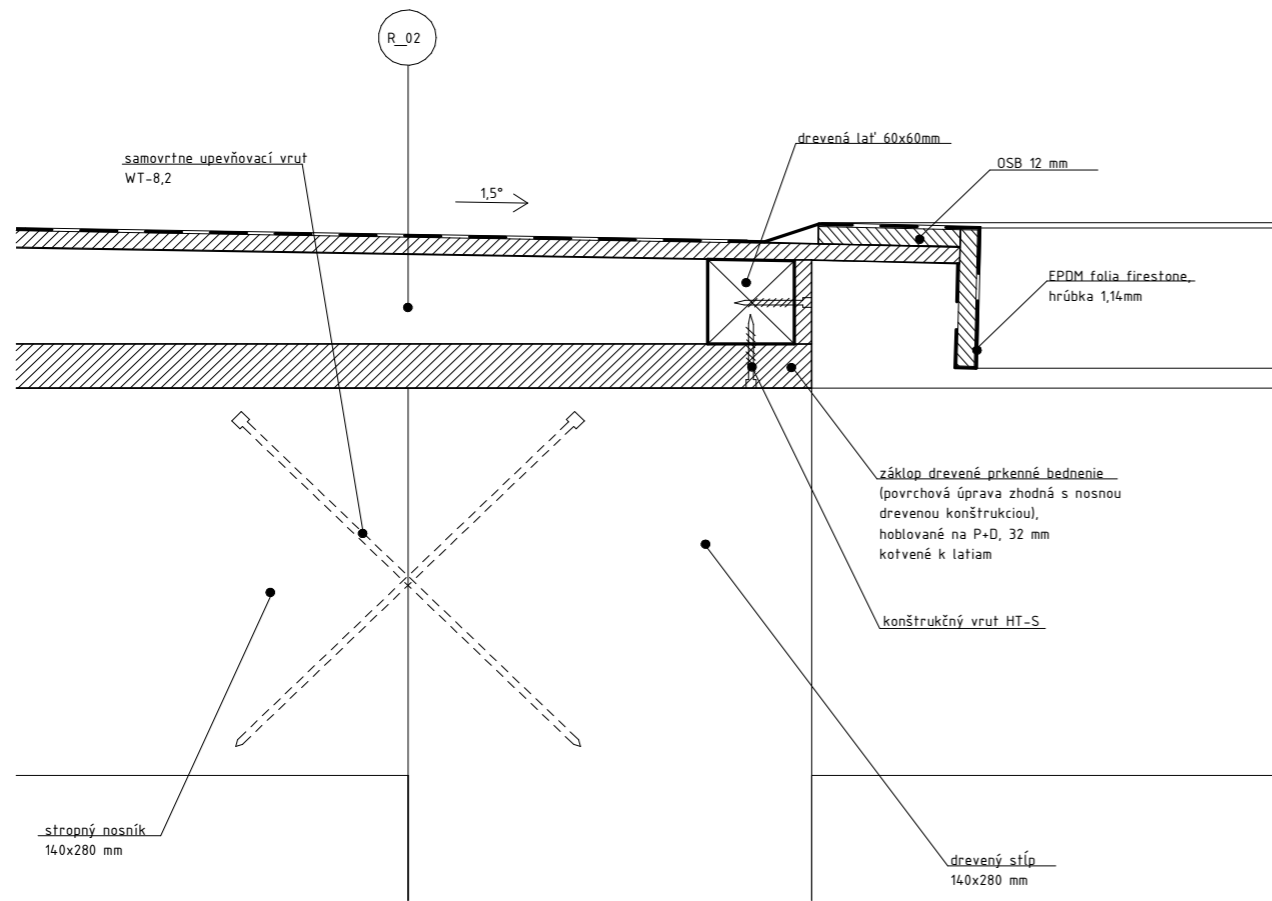 R_02
drevená lať 60x60mm
samovrtne upevňovací vrut
WT-8,2
OSB 12 mm
1,5°
EPDM folia firestone,
hrúbka 1,14mm
základop drevené prkenné bednenie
(povrchová úprava zhodná s nosnou
drevenou konštrukciou),
hoblované na P+D, 32 mm
kotvené k latiam
konštrukčný vrut HT-S
stropný nosník
140x280 mm
drevený stĺp
140x280 mm